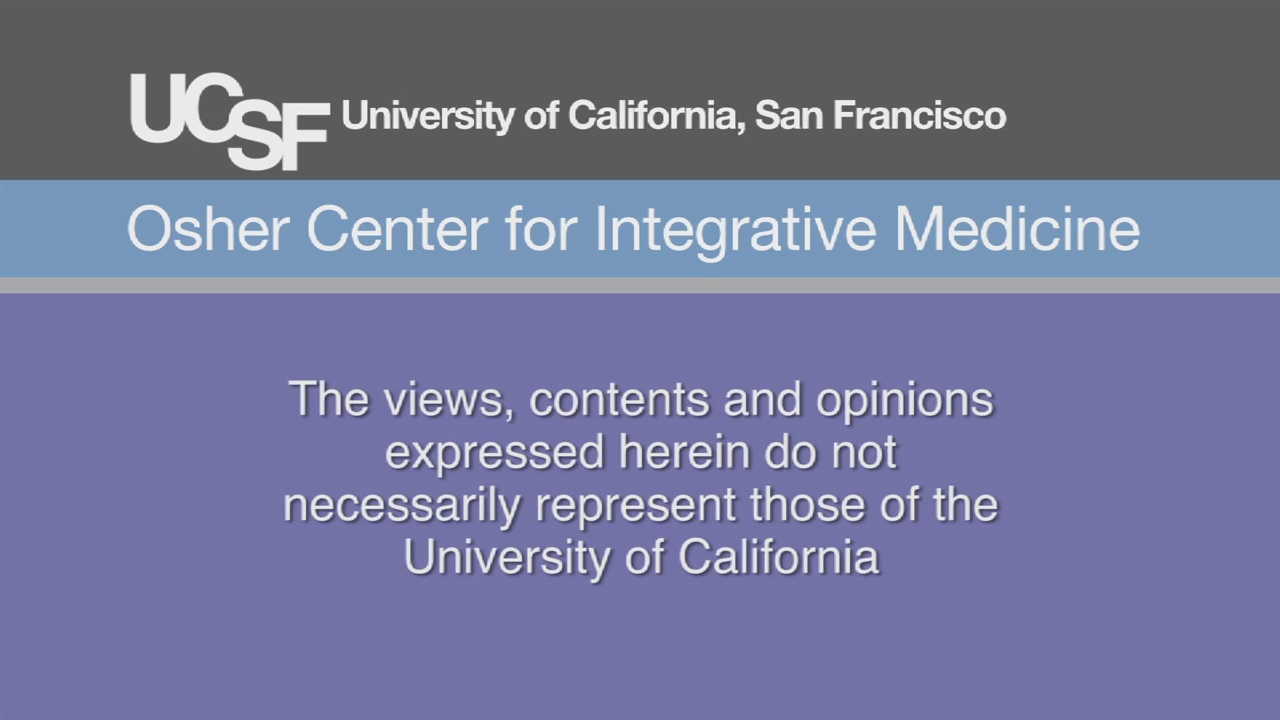 UCSF University of California, San Francisco
Osher Center for Integrative Medicine
The views, contents and opinions
expressed herein do not
necessarily represent those of the
University of California